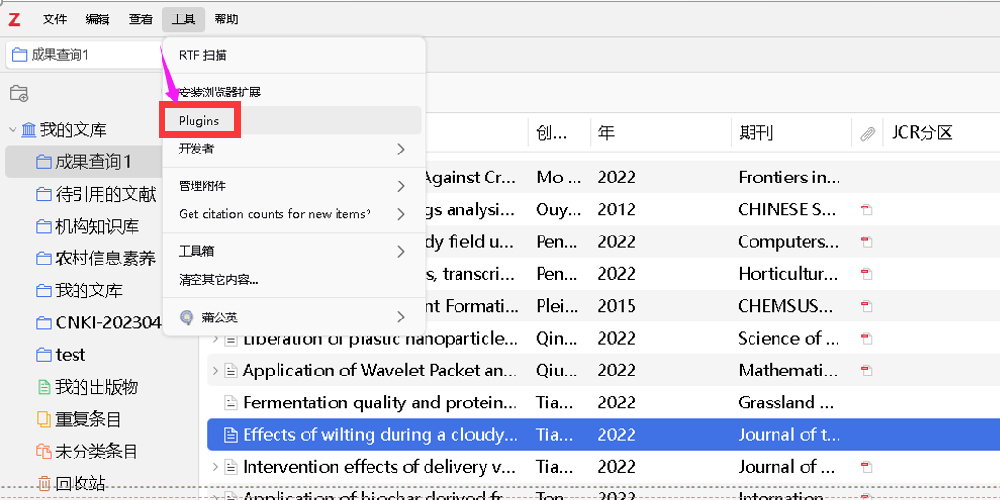 Z 文件 编辑 查看 工具 帮助
成果查询1
RTF 扫描
安装浏览器扩展
Plugins
开发者
管理附件
Get citation counts for new items?
工具箱
清空其它内容...
蒲公英
我的文库
成果查询1
待引用的文献
机构知识库
农村信息素养
我的文库
CNKI-202304
test
我的出版物
重复条目
未分类条目
回收站
创... 年 期刊 JCR分区
Against Cr... Mo ... 2022 Frontiers in...
gs analysi... Ouy... 2012 CHINESE S...
dy field u... Pen... 2022 Computers...
s, transcri... Pen... 2022 Horticultur...
nt Formati... Plei... 2015 CHEMSUS...
Liberation of plastic nanoparticle... Qin... 2022 Science of ...
Application of Wavelet Packet an... Qiu... 2022 Mathemati...
Fermentation quality and protein... Tia... 2022 Grassland ...
Effects of wilting during a cloudy... Tia... 2022 Journal of t...
Intervention effects of delivery v... Tia... 2022 Journal of ...
Application of biochar derived fr... Ton... 2022 Internation...